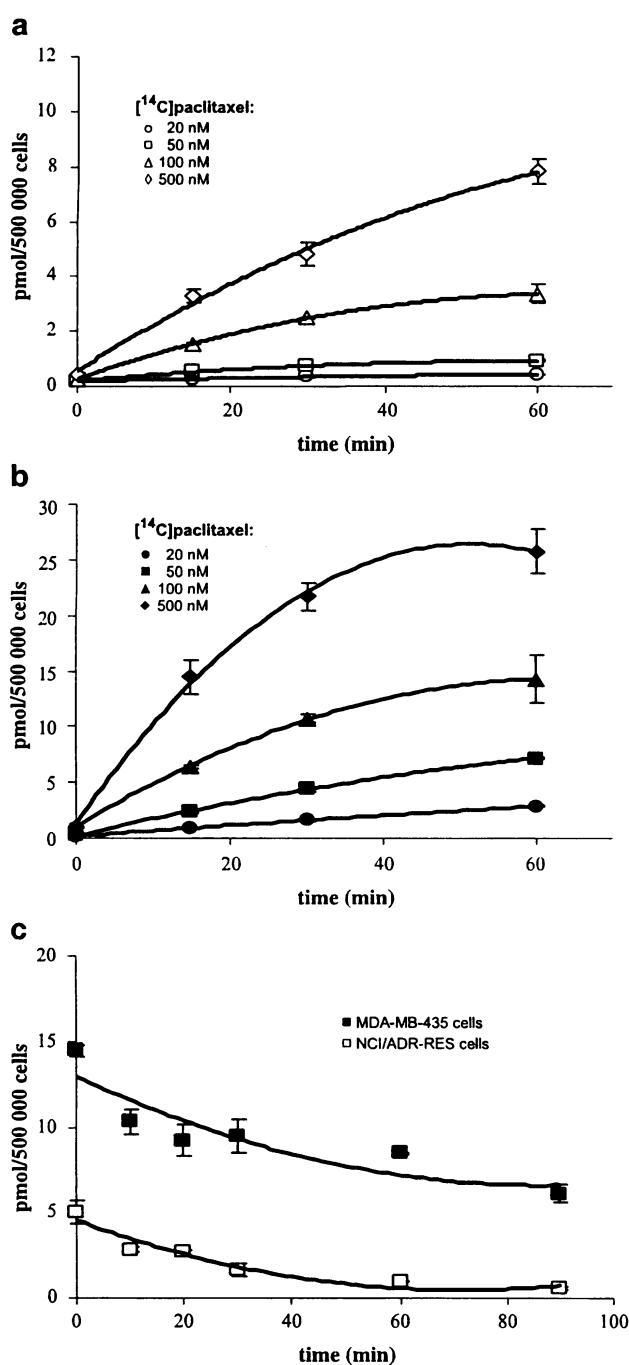 a
12
10
8
6
4
2
0
pmol/500 000 cells
[¹⁴C]paclitaxel:
20 nM
50 nM
100 nM
500 nM
0
20
40
60
time (min)
b
30
25
20
15
10
5
0
pmol/500 000 cells
[¹⁴C]paclitaxel:
20 nM
50 nM
100 nM
500 nM
0
20
40
60
time (min)
c
20
15
10
5
0
pmol/500 000 cells
MDA-MB-435 cells
NCI/ADR-RES cells
0
20
40
60
80
100
time (min)